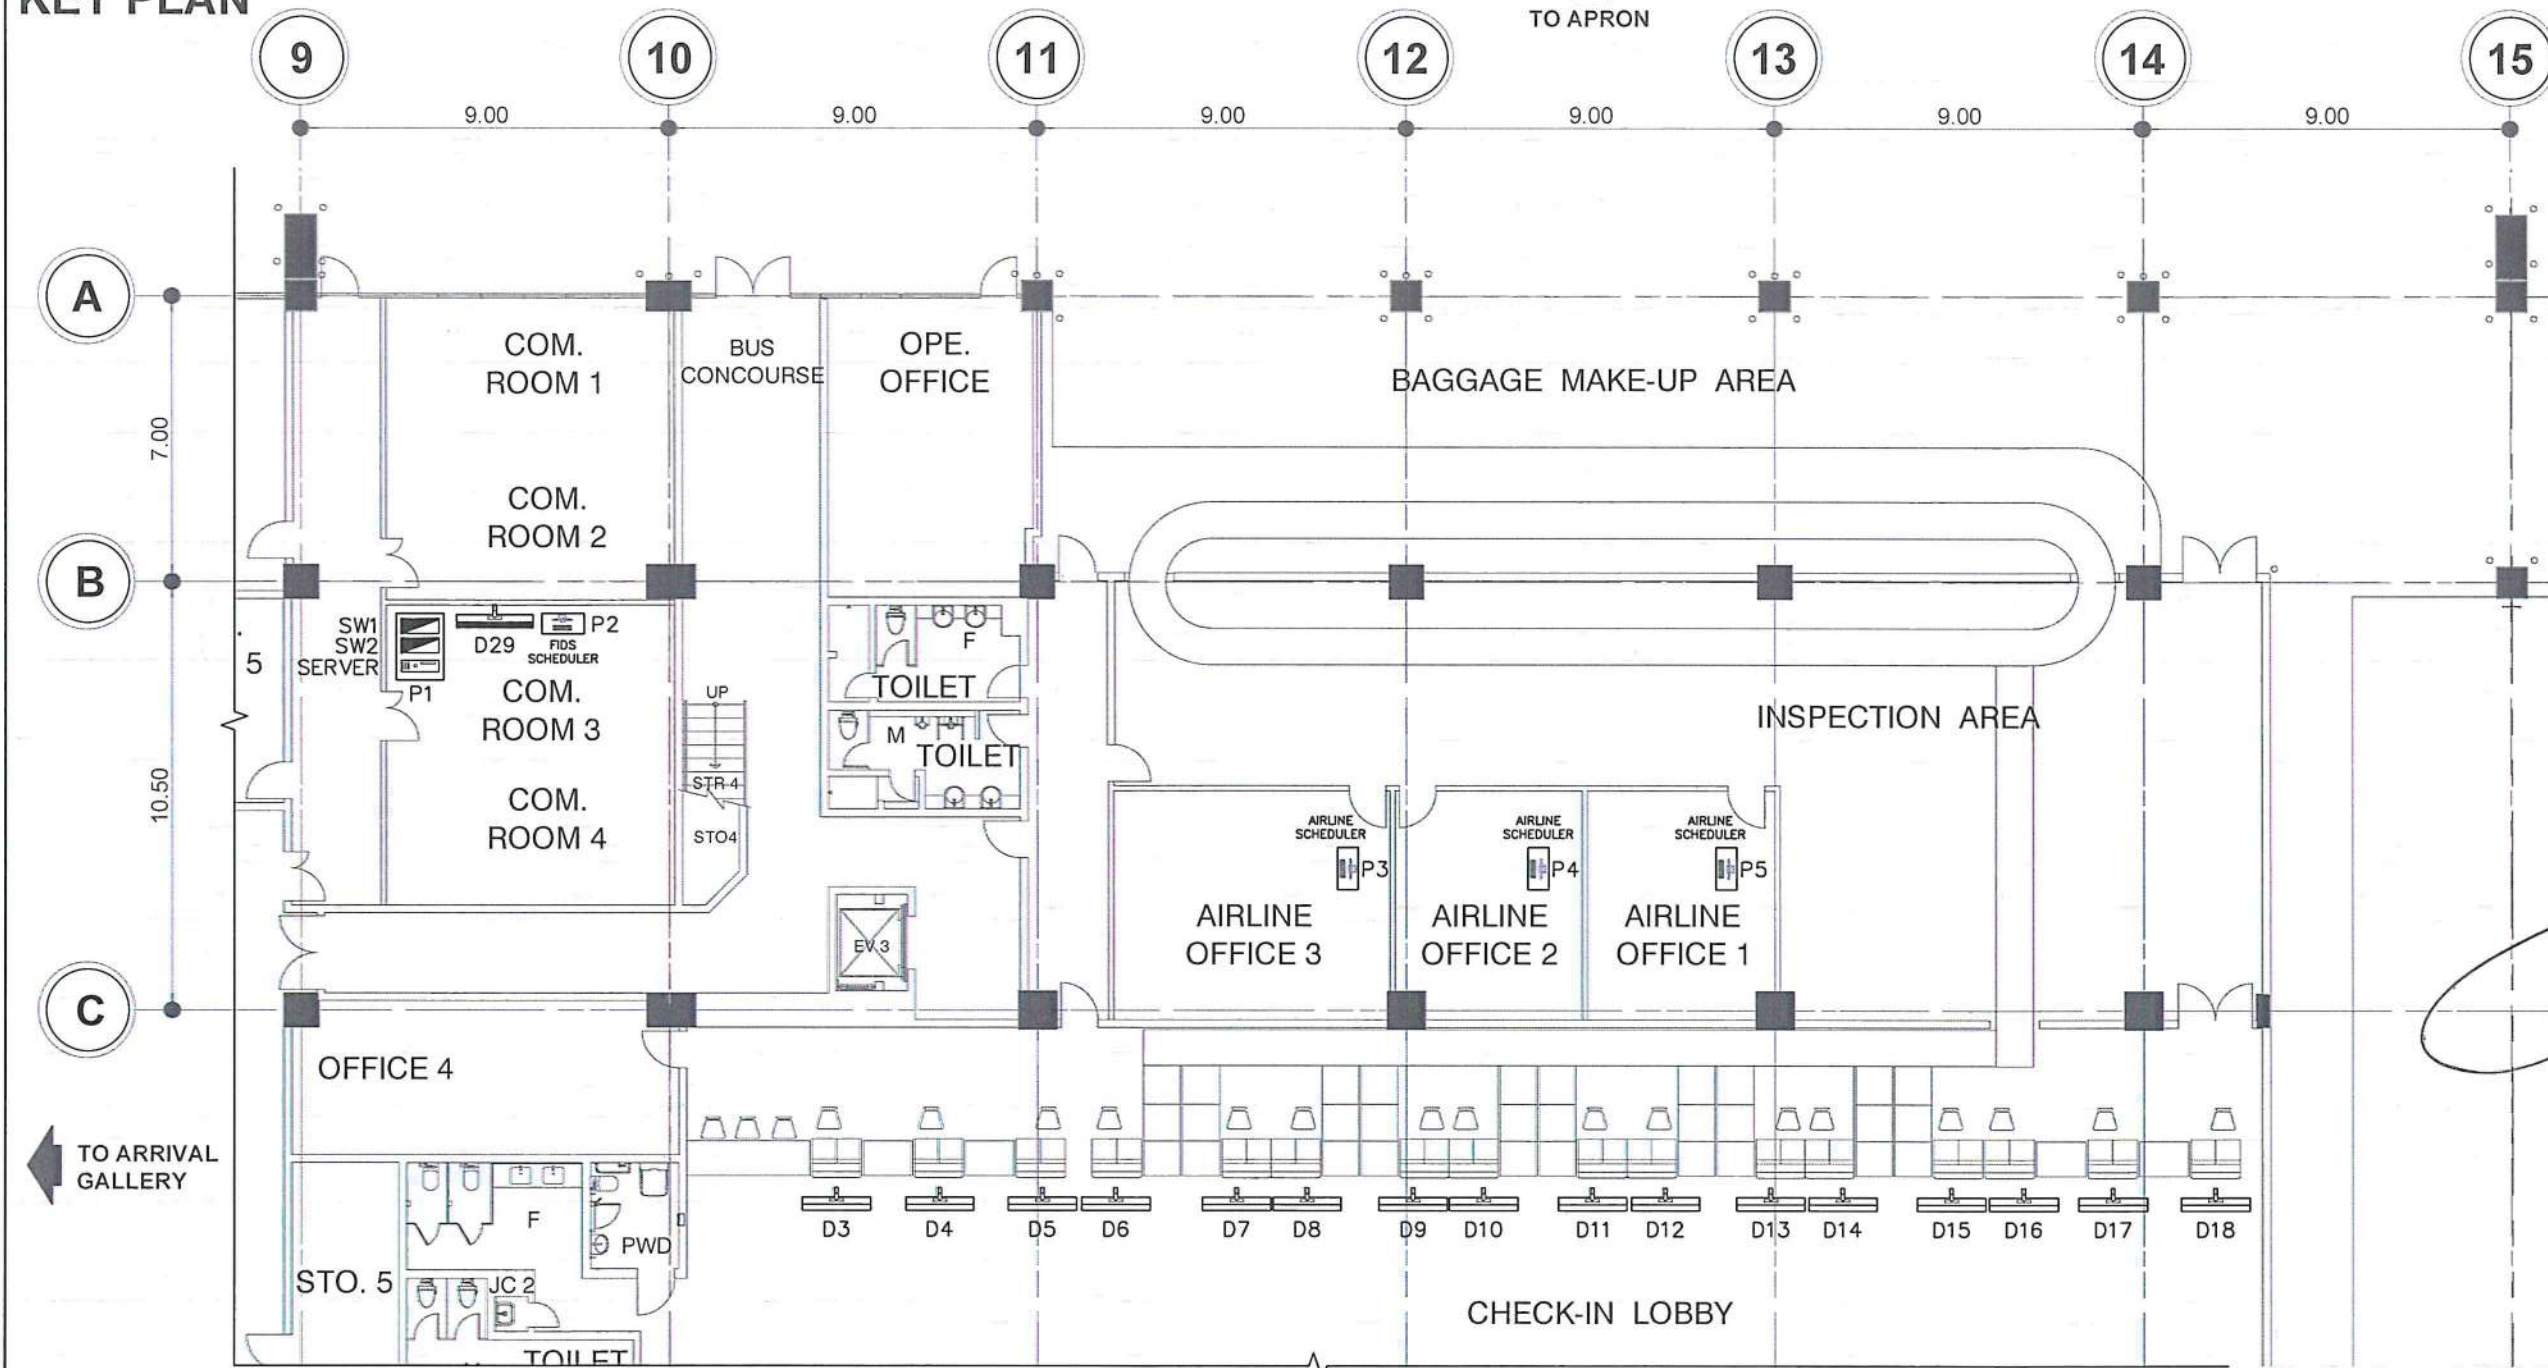 KEY PLAN
TO APRON
9
10
11
12
13
14
15
9.00
9.00
9.00
9.00
9.00
9.00
A
B
C
7.00
10.50
COM.
ROOM 1
BUS
CONCOURSE
OPE.
OFFICE
BAGGAGE MAKE-UP AREA
COM.
ROOM 2
SW1
SW2
SERVER
P1
D29
P2
FIDS
SCHEDULER
5
COM.
ROOM 3
COM.
ROOM 4
UP
STR 4
STO4
F
TOILET
M
TOILET
EV.3
INSPECTION AREA
AIRLINE
SCHEDULER
P3
AIRLINE
SCHEDULER
P4
AIRLINE
SCHEDULER
P5
AIRLINE
OFFICE 3
AIRLINE
OFFICE 2
AIRLINE
OFFICE 1
OFFICE 4
TO ARRIVAL
GALLERY
D3
D4
D5
D6
D7
D8
D9
D10
D11
D12
D13
D14
D15
D16
D17
D18
F
PWD
STO. 5
JC 2
TOILET
CHECK-IN LOBBY